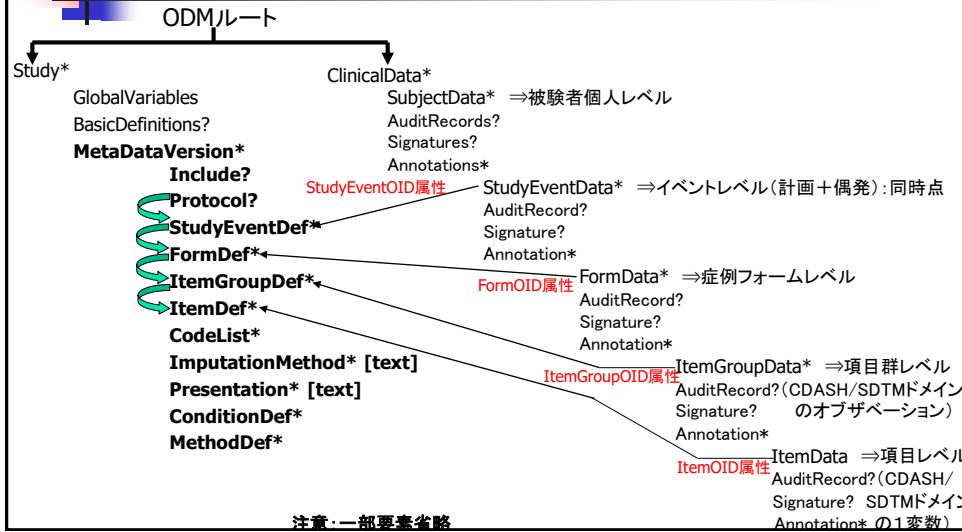 ODMルート
Study*
GlobalVariables
BasicDefinitions?
MetaDataVersion*
Include?
Protocol?
StudyEventDef*
FormDef*
ItemGroupDef*
ItemDef*
CodeList*
ImputationMethod* [text]
Presentation* [text]
ConditionDef*
MethodDef*
ClinicalData*
SubjectData* ⇒被験者個人レベル
AuditRecords?
Signatures?
Annotations*
StudyEventOID属性
StudyEventData* ⇒イベントレベル(計画+偶発):同時点
AuditRecord?
Signature?
Annotation*
FormOID属性
FormData* ⇒症例フォームレベル
AuditRecord?
Signature?
Annotation*
ItemGroupOID属性
ItemGroupData* ⇒項目群レベル
AuditRecord?(CDASH/SDTMドメイン
Signature? のオブザベーション)
Annotation*
ItemOID属性
ItemData ⇒項目レベル
AuditRecord?(CDASH/
Signature? SDTMドメイン
Annotation* の1変数)
注意:一部要素省略